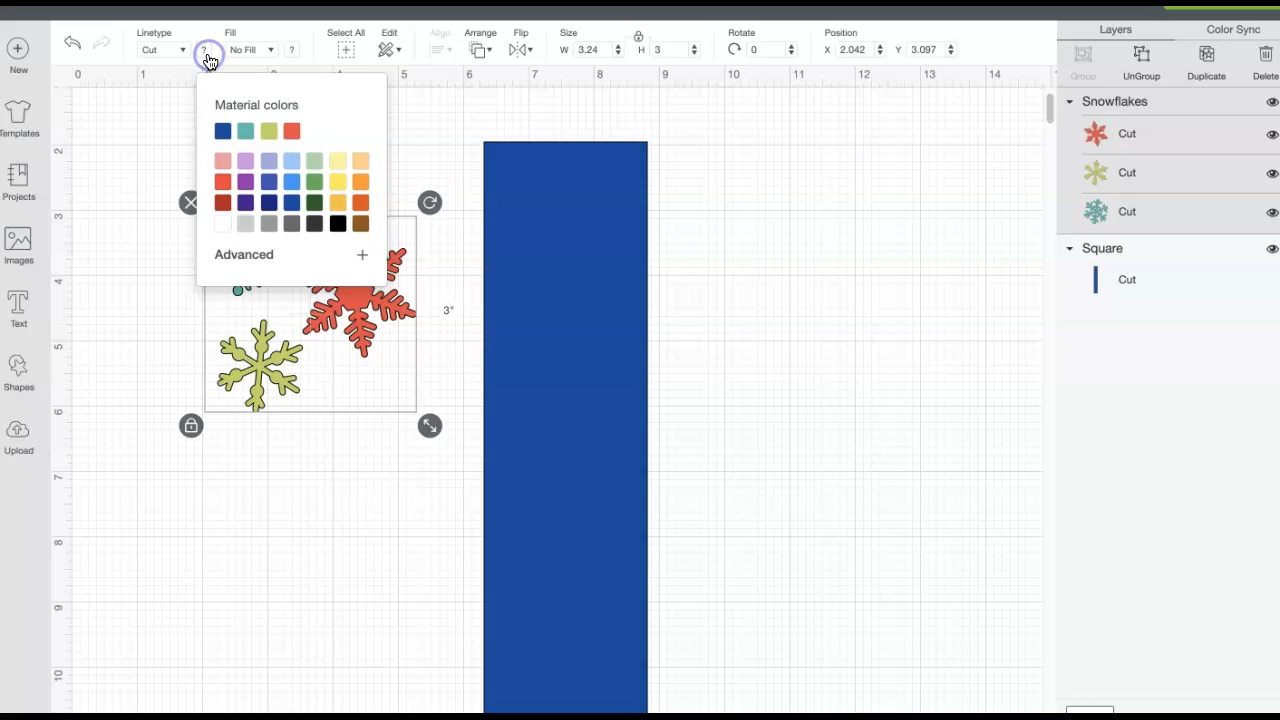 Linetype
Fill
Select All
Edit
Align
Arrange
Flip
Size
Rotate
Position
Cut
?
No Fill
?
W 3.24
H 3
0
X 2.042
Y 3.097
Layers
Color Sync
Group
UnGroup
Duplicate
Delete
New
Templates
Projects
Images
Text
Shapes
Upload
0 1 3 5 6 7 8 9 10 11 12 13 14
2
3
4
5
6
7
8
9
10
Material colors
Advanced
3"
Snowflakes
Cut
Cut
Cut
Square
Cut